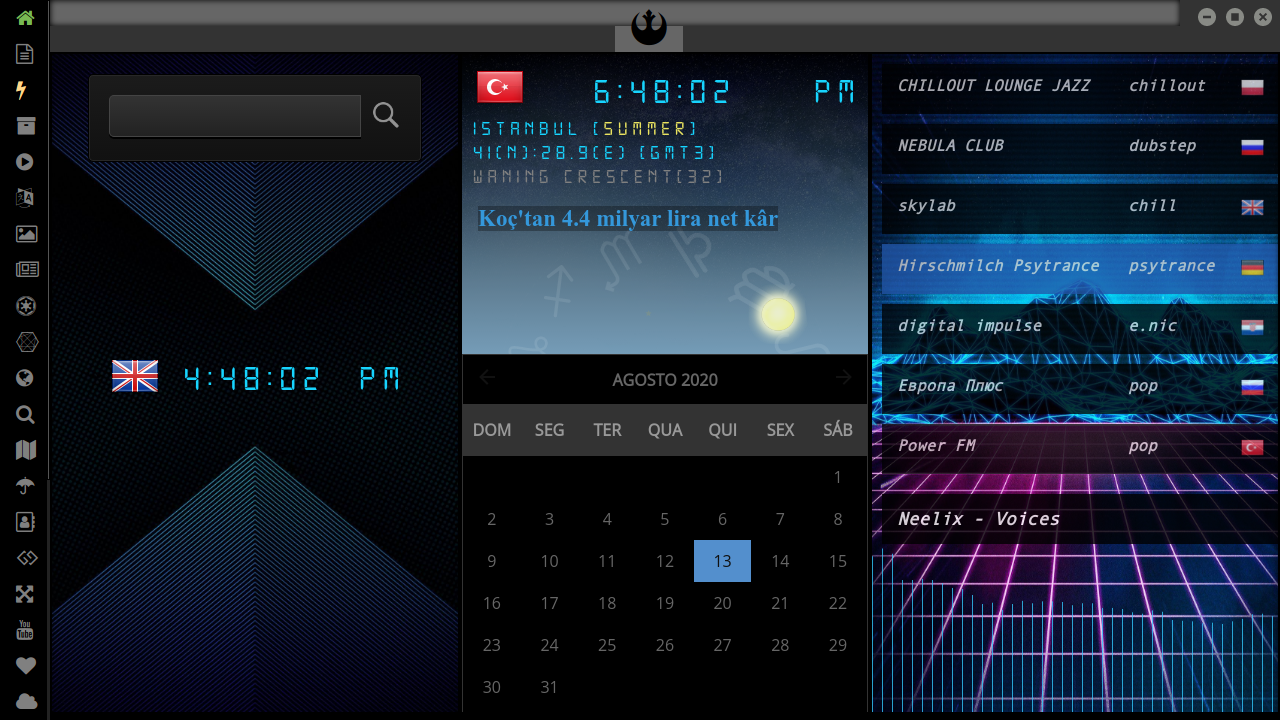 You
Tube
4:48:02 PM
6:48:02 PM
ISTANBUL (SUMMER)
41(N):28.9(E) (GMT3)
WANING CRESCENT(32)
Koç'tan 4.4 milyar lira net kâr
AGOSTO 2020
DOM SEG TER QUA QUI SEX SÁB
1
2 3 4 5 6 7 8
9 10 11 12 13 14 15
16 17 18 19 20 21 22
23 24 25 26 27 28 29
30 31
CHILLOUT LOUNGE JAZZ chillout
NEBULA CLUB dubstep
skylab chill
Hirschmilch Psytrance psytrance
digital impulse e.nic
Европа Плюс pop
Power FM pop
Neelix - Voices